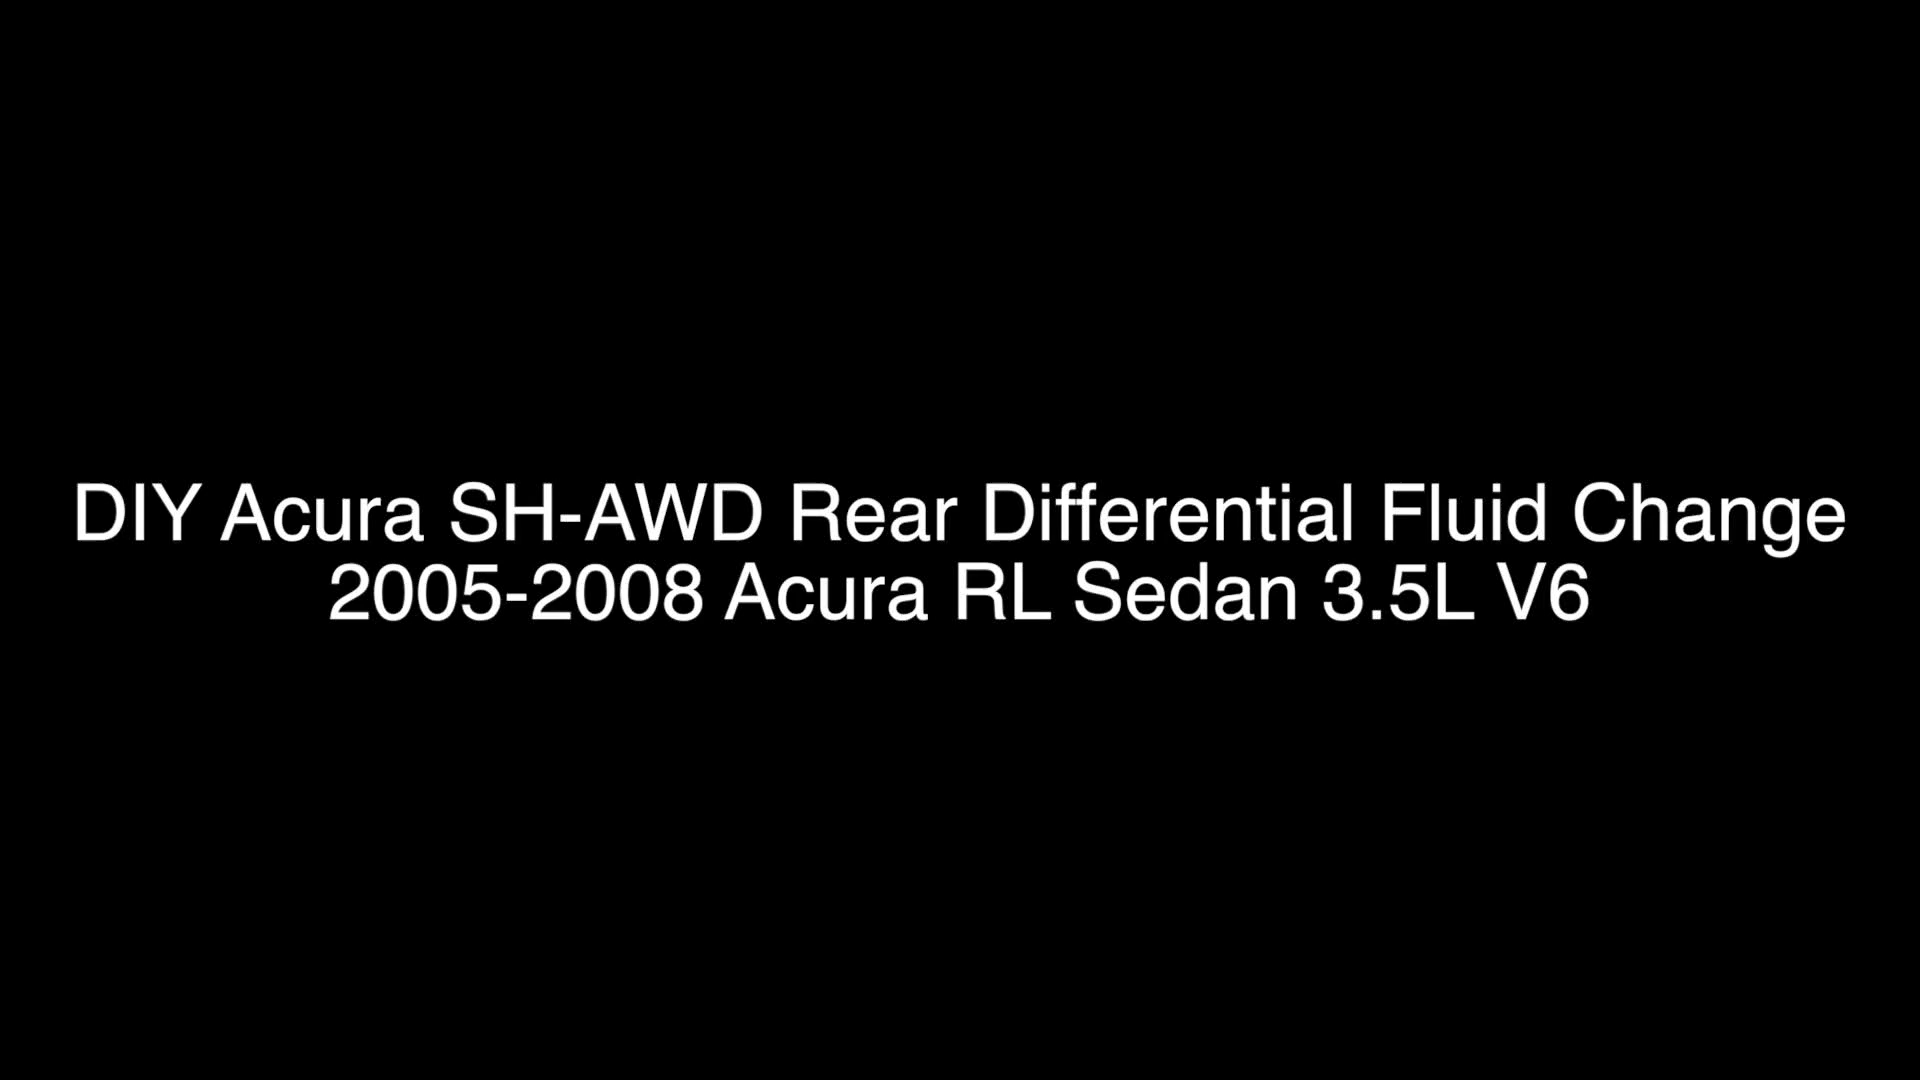 DIY Acura SH-AWD Rear Differential Fluid Change
2005-2008 Acura RL Sedan 3.5L V6